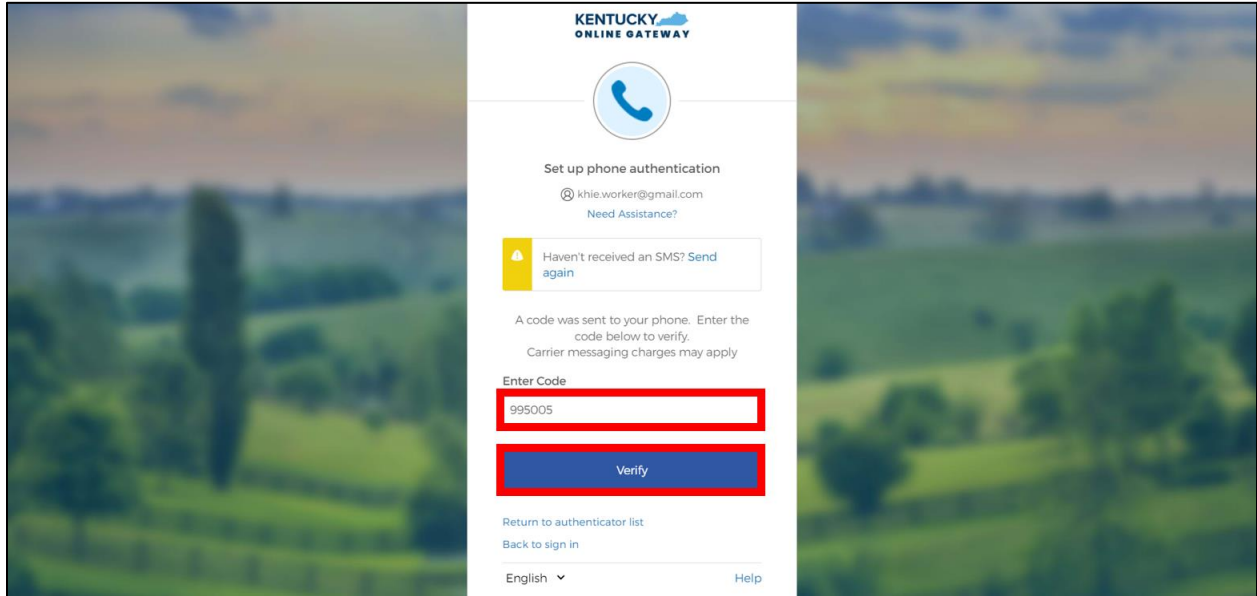 KENTUCKY
ONLINE GATEWAY
Set up phone authentication
khie.worker@gmail.com
Need Assistance?
Haven't received an SMS? Send
again
A code was sent to your phone. Enter the
code below to verify.
Carrier messaging charges may apply
Enter Code
995005
Verify
Return to authenticator list
Back to sign in
English
Help